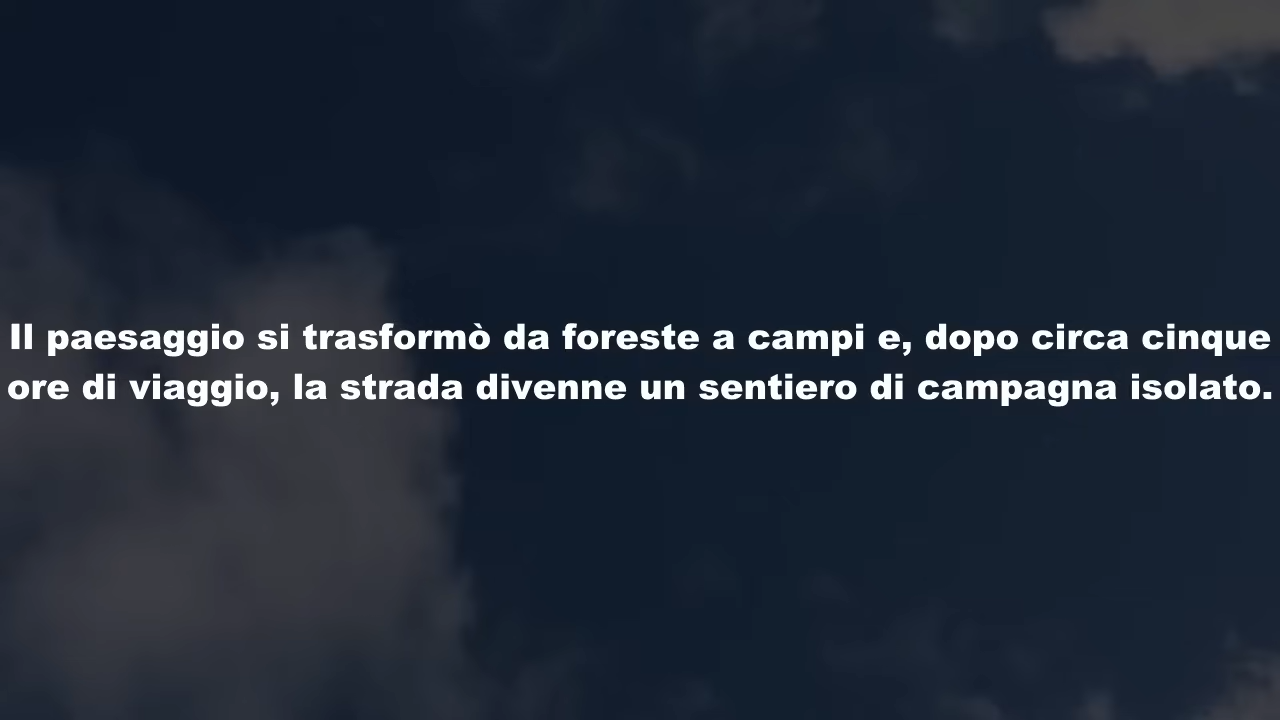 Il paesaggio si trasformò da foreste a campi e, dopo circa cinque
ore di viaggio, la strada divenne un sentiero di campagna isolato.